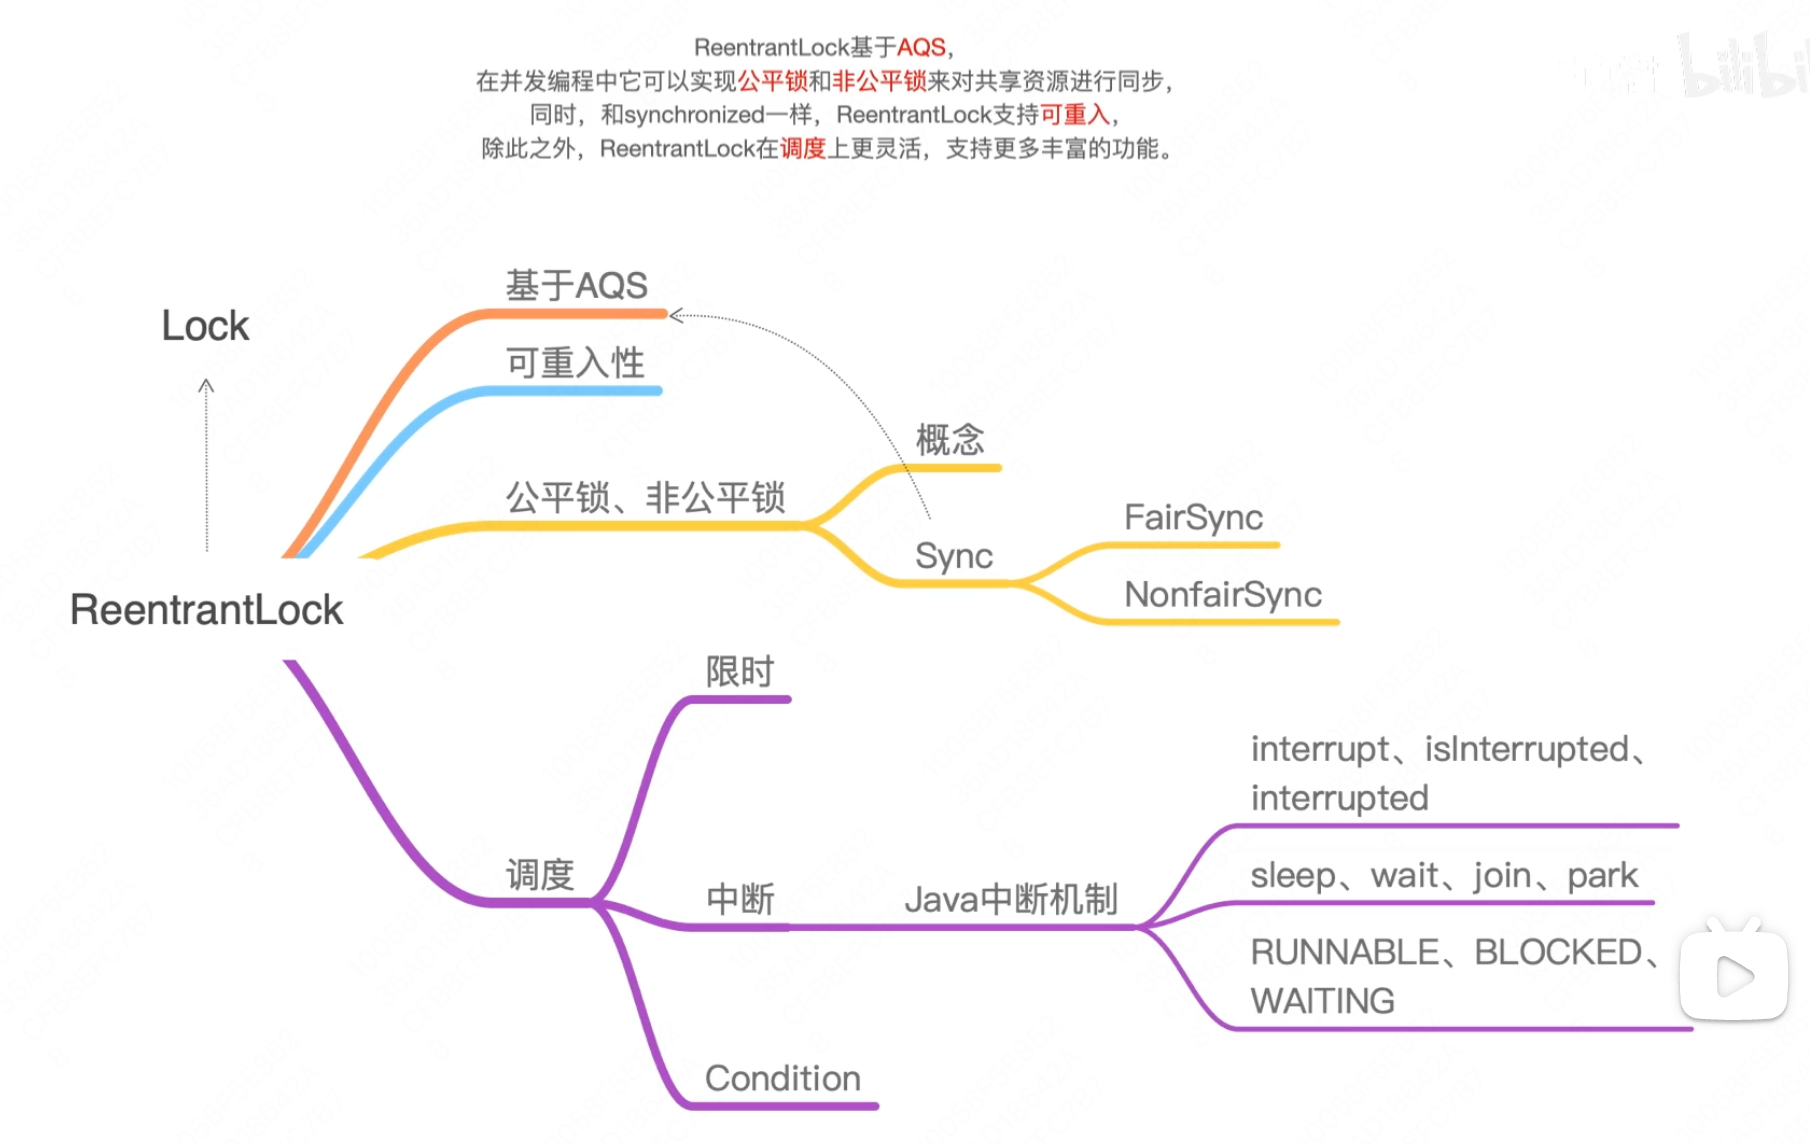 ReentrantLock基于AQS，
在并发编程中它可以实现公平锁和非公平锁来对共享资源进行同步，
同时，和synchronized一样，ReentrantLock支持可重入，
除此之外，ReentrantLock在调度上更灵活，支持更多丰富的功能。
bilibili
基于AQS
Lock
可重入性
概念
公平锁、非公平锁
FairSync
Sync
NonfairSync
ReentrantLock
限时
interrupt、isInterrupted、
interrupted
调度
sleep、wait、join、park
中断
Java中断机制
RUNNABLE、BLOCKED、
WAITING
Condition